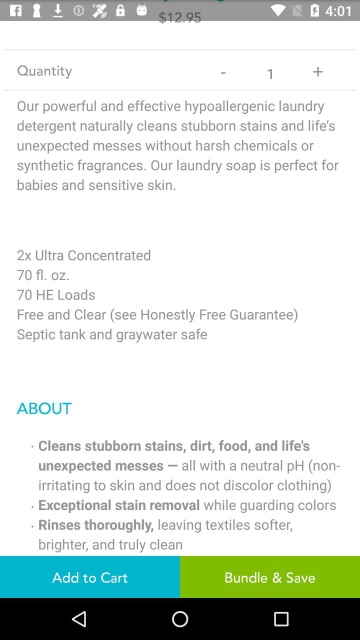 4:01
$12.95
Quantity - 1 +
Our powerful and effective hypoallergenic laundry
detergent naturally cleans stubborn stains and life's
unexpected messes without harsh chemicals or
synthetic fragrances. Our laundry soap is perfect for
babies and sensitive skin.
2x Ultra Concentrated
70 fl. oz.
70 HE Loads
Free and Clear (see Honestly Free Guarantee)
Septic tank and graywater safe
ABOUT
· Cleans stubborn stains, dirt, food, and life's
unexpected messes — all with a neutral pH (non-
irritating to skin and does not discolor clothing)
· Exceptional stain removal while guarding colors
· Rinses thoroughly, leaving textiles softer,
brighter, and truly clean
Add to Cart Bundle & Save